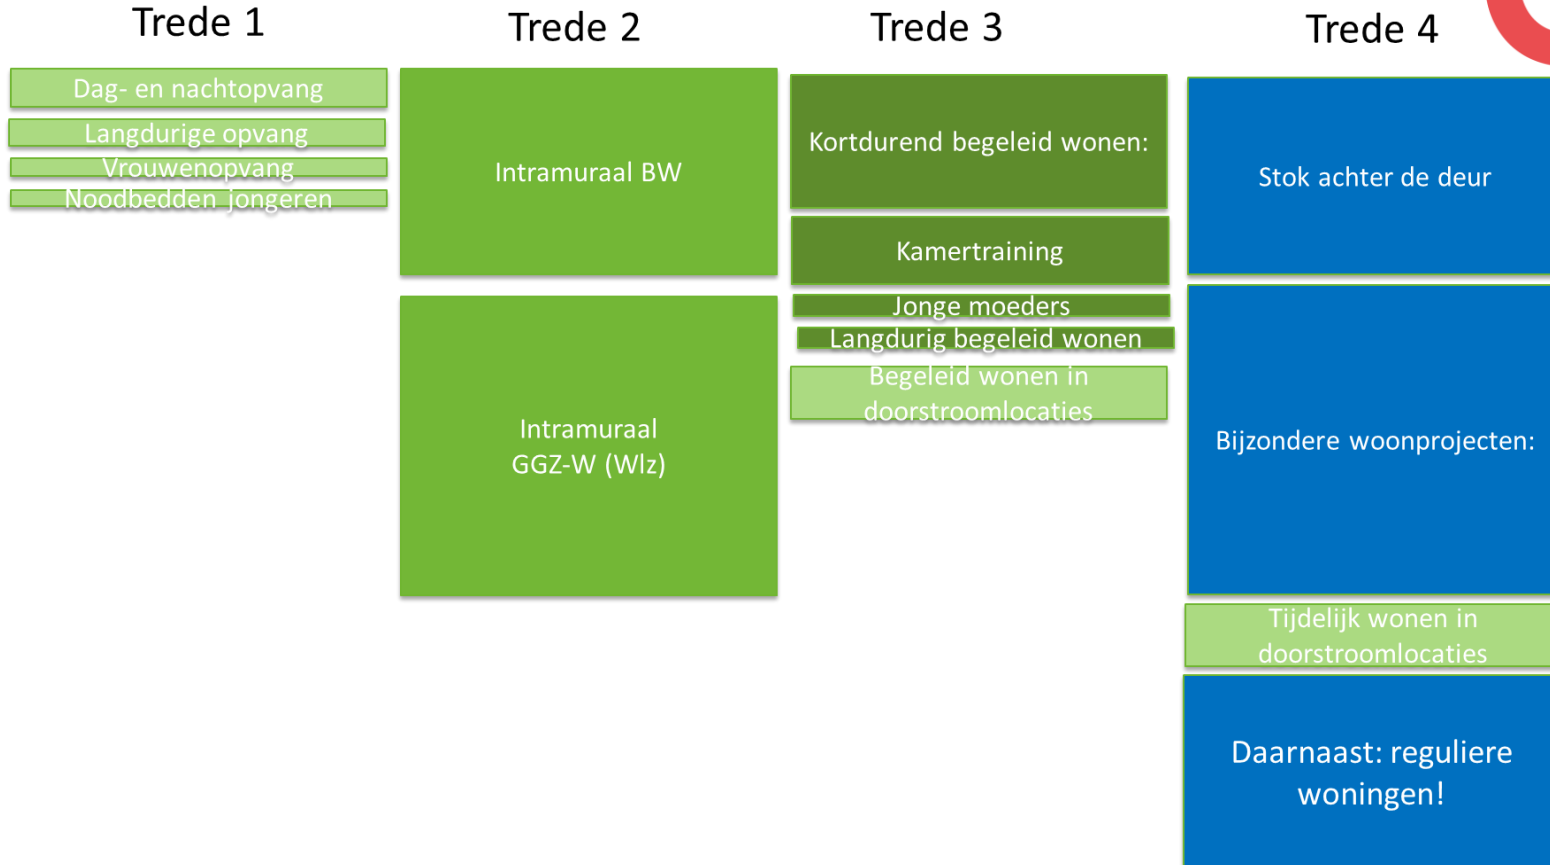 Trede 1
Dag- en nachtopvang
Langdurige opvang
Vrouwenopvang
Noodbedden jongeren
Trede 2
Intramuraal BW
Intramuraal
GGZ-W (Wlz)
Trede 3
Kortdurend begeleid wonen:
Kamertraining
Jonge moeders
Langdurig begeleid wonen
Begeleid wonen in
doorstroomlocaties
Trede 4
Stok achter de deur
Bijzondere woonprojecten:
Tijdelijk wonen in
doorstroomlocaties
Daarnaast: reguliere
woningen!